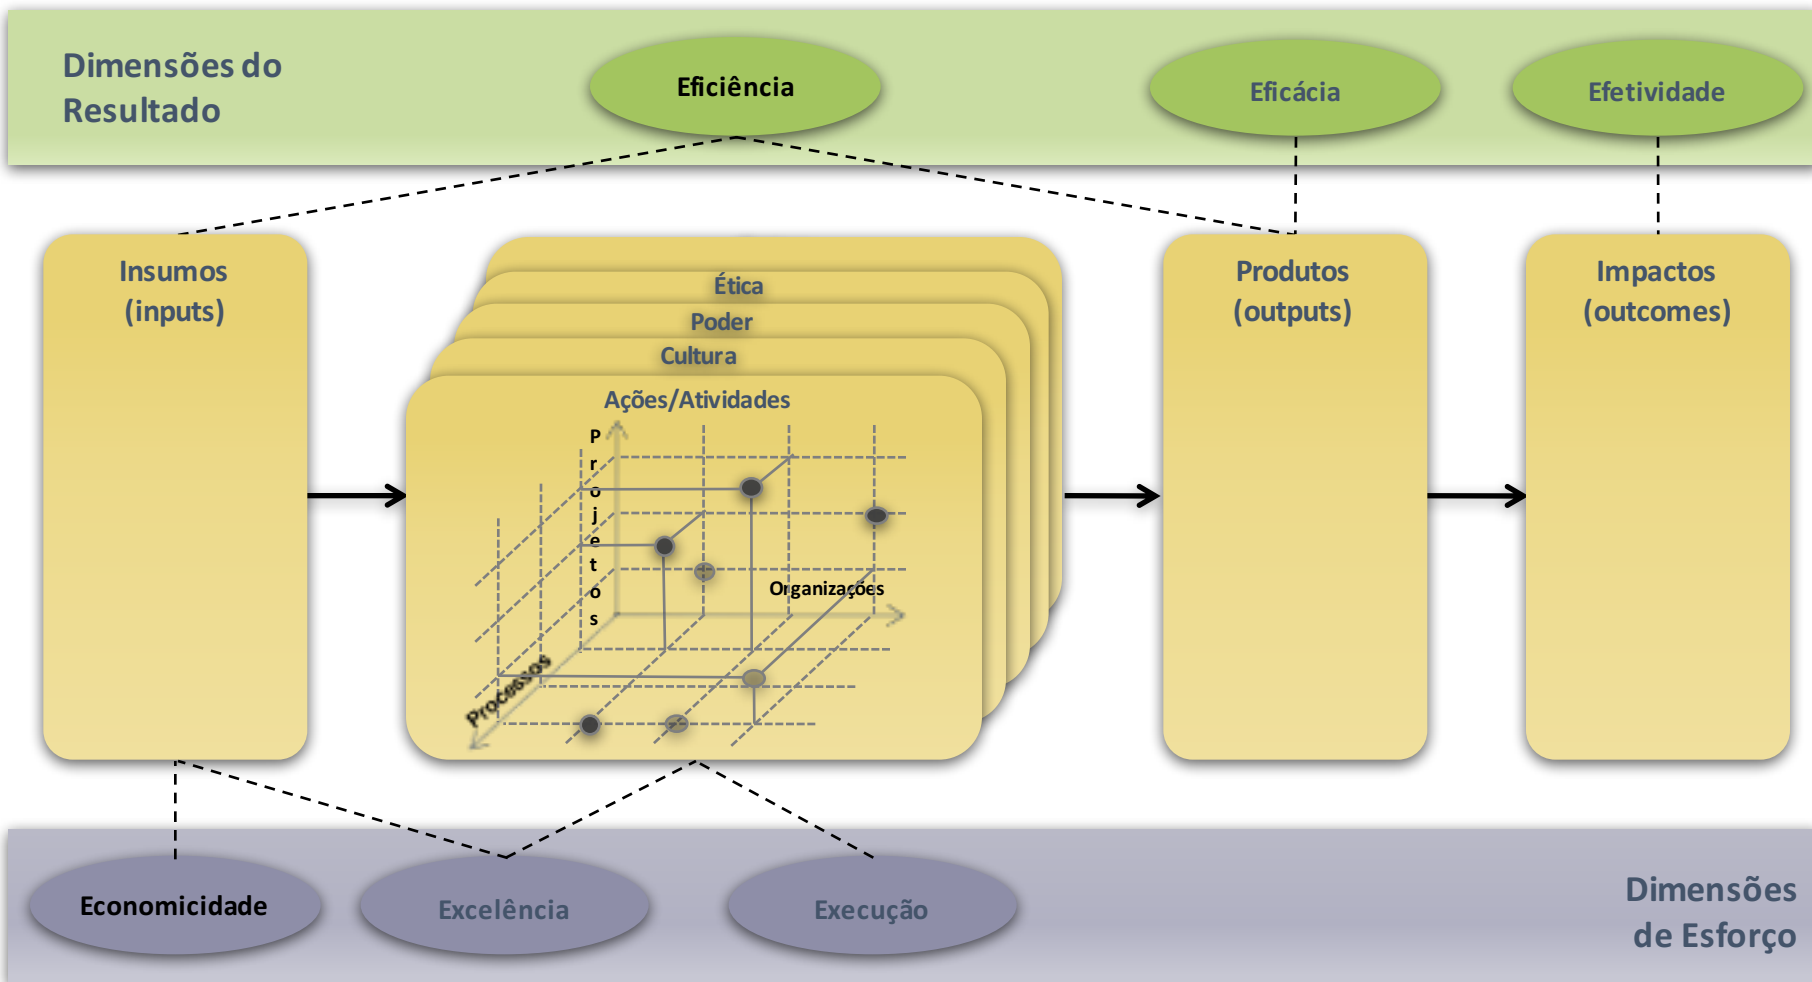 Dimensões do
Resultado
Eficiência
Eficácia
Efetividade
Insumos
(inputs)
Ética
Poder
Cultura
Ações/Atividades
Projetos
Organizações
Processos
Produtos
(outputs)
Impactos
(outcomes)
Economicidade
Excelência
Execução
Dimensões
de Esforço